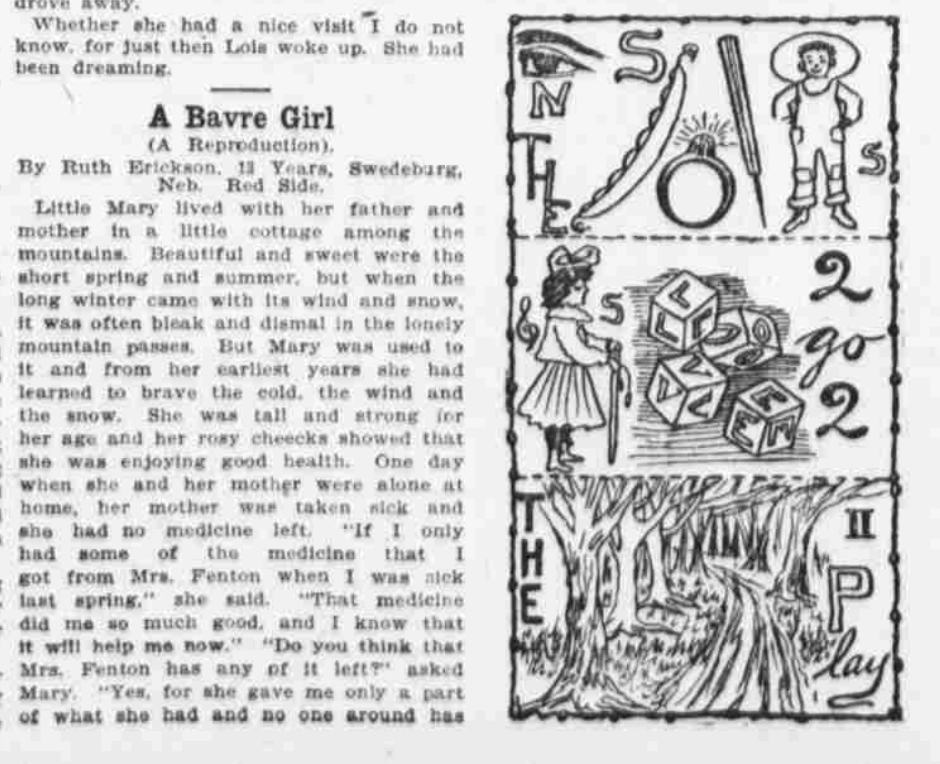 drove away.
Whether she had a nice visit I do not
know, for just then Lois woke up. She had
been dreaming.
A Bavre Girl
(A Reproduction).
By Ruth Erickson, 13 Years, Swedeburg,
Neb. Red Side.
Little Mary lived with her father and
mother in a little cottage among the
mountains. Beautiful and sweet were the
short spring and summer, but when the
long winter came with its wind and snow,
it was often bleak and dismal in the lonely
mountain passes. But Mary was used to
it and from her earliest years she had
learned to brave the cold, the wind and
the snow. She was tall and strong for
her age and her rosy cheecks showed that
she was enjoying good health. One day
when she and her mother were alone at
home, her mother was taken sick and
she had no medicine left. "If I only
had some of the medicine that I
got from Mrs. Fenton when I was sick
last spring," she said. "That medicine
did me so much good, and I know that
it will help me now." "Do you think that
Mrs. Fenton has any of it left?" asked
Mary. "Yes, for she gave me only a part
of what she had and no one around has
S
N
THE
S
S
L
L L
O
O
V
V V
E
E E
2
go
2
THE
II
P
lay